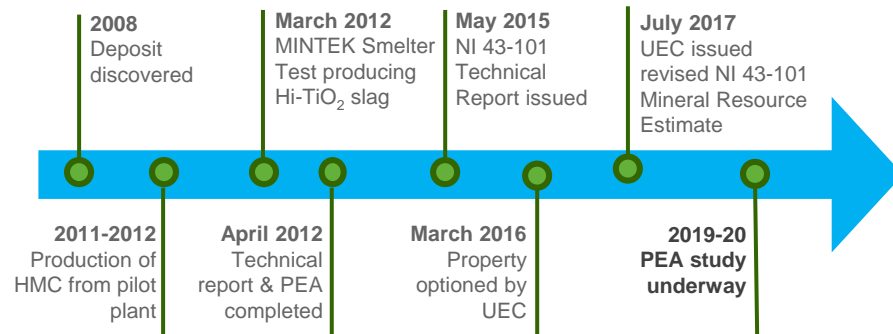 2008
Deposit
discovered
March 2012
MINTEK Smelter
Test producing
Hi-TiO₂ slag
May 2015
NI 43-101
Technical
Report issued
July 2017
UEC issued
revised NI 43-101
Mineral Resource
Estimate
2011-2012
Production of
HMC from pilot
plant
April 2012
Technical
report & PEA
completed
March 2016
Property
optioned by
UEC
2019-20
PEA study
underway